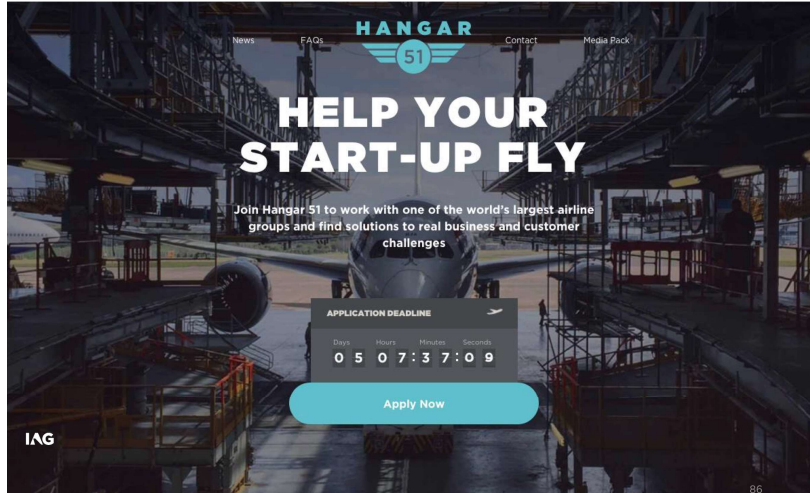 HANGAR
51
News
FAQs
Contact
Media Pack
HELP YOUR
START-UP FLY
Join Hangar 51 to work with one of the world's largest airline
groups and find solutions to real business and customer
challenges
APPLICATION DEADLINE
Days Hours Minutes Seconds
05 07:37:09
Apply Now
IAG
86